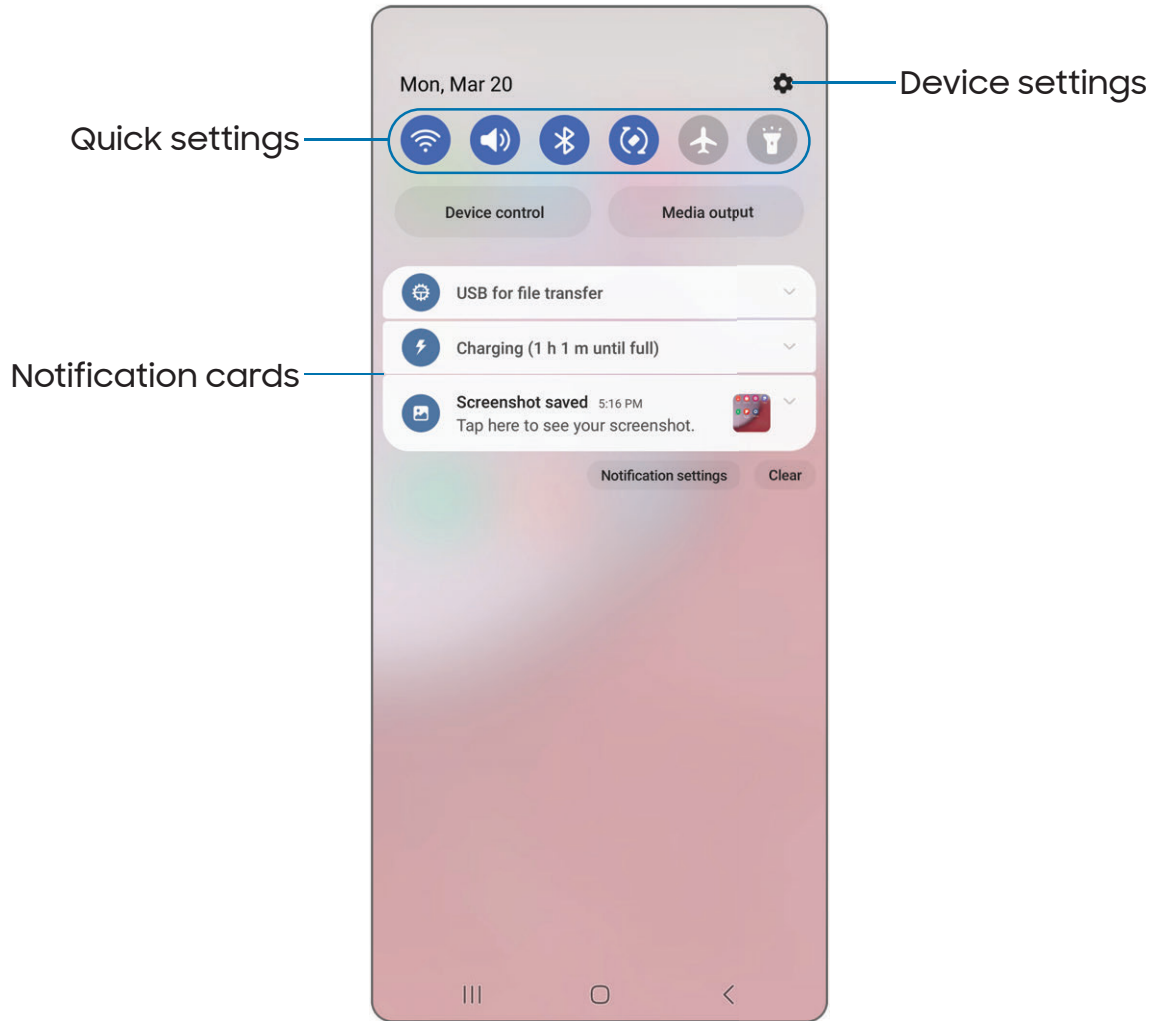 Mon, Mar 20
Device settings
Quick settings
Device control
Media output
USB for file transfer
Charging (1 h 1 m until full)
Notification cards
Screenshot saved 5:16 PM
Tap here to see your screenshot.
Notification settings
Clear